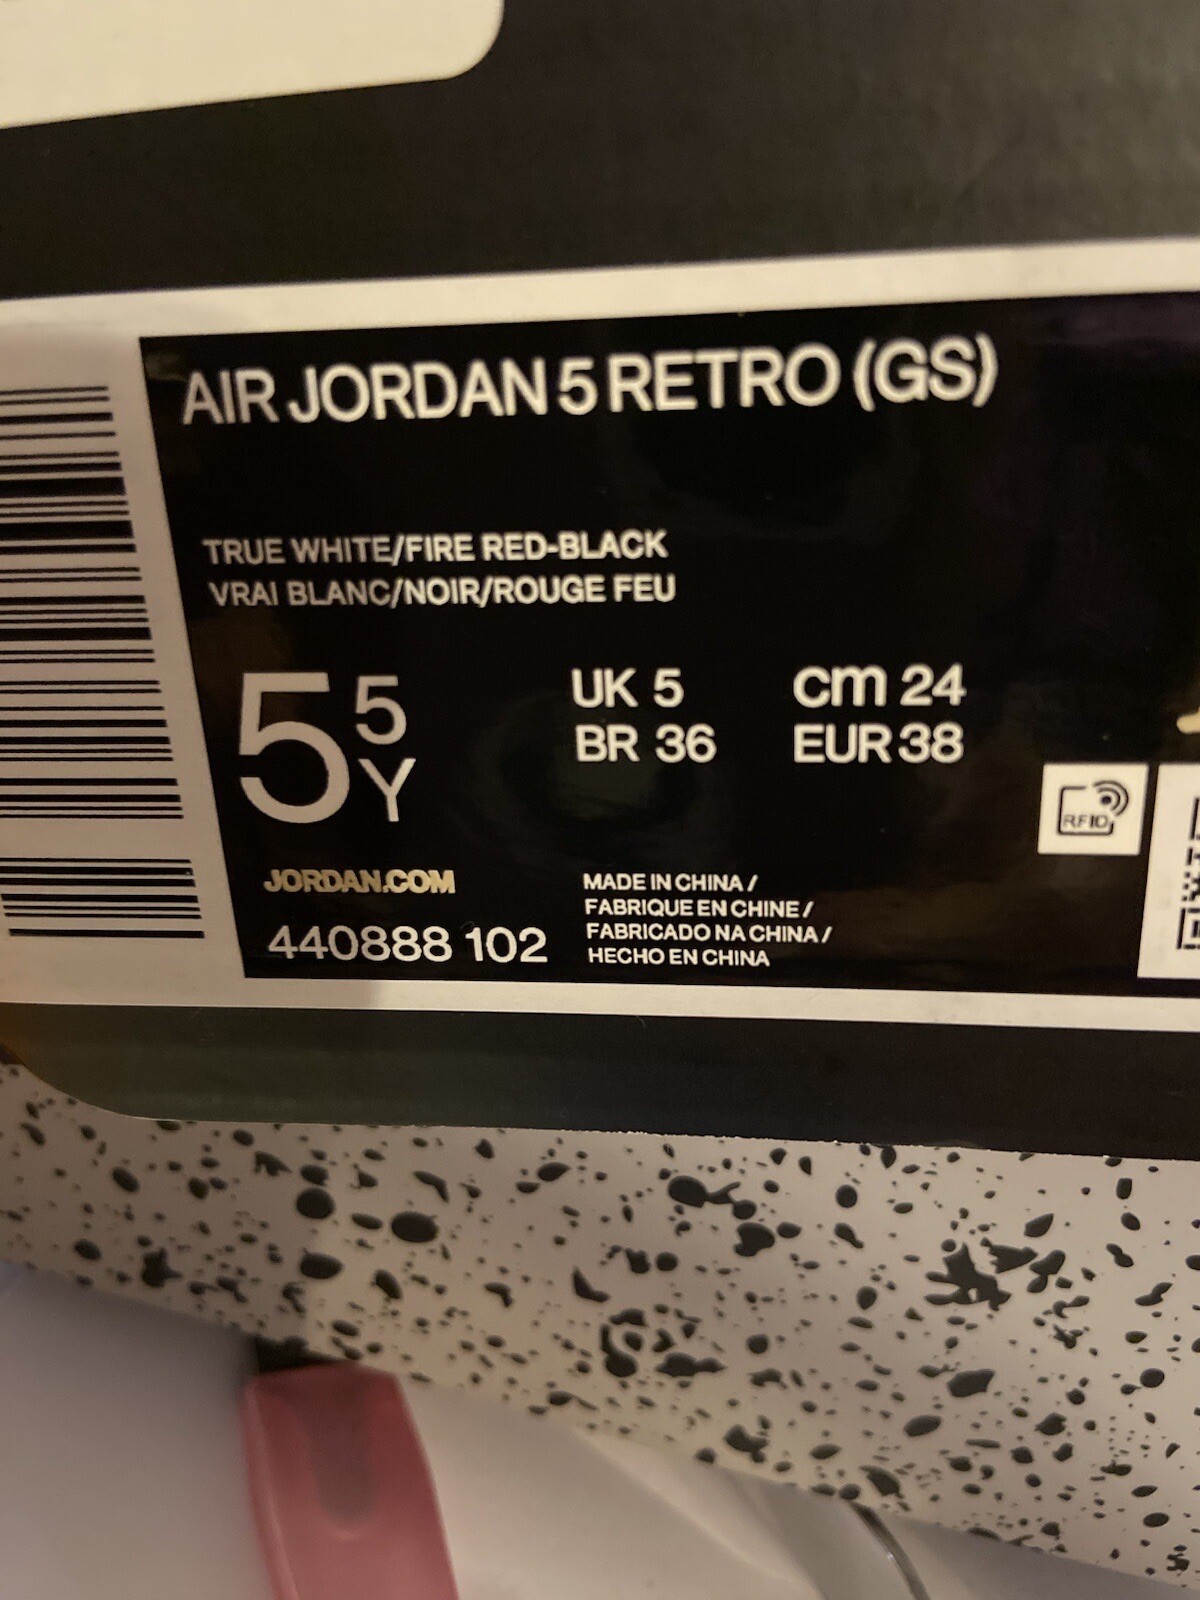 AIR JORDAN 5 RETRO (GS)
TRUE WHITE/FIRE RED-BLACK
VRAI BLANC/NOIR/ROUGE FEU
5 5 Y
UK 5 cm 24
BR 36 EUR 38
RFID
JORDAN.COM
440888 102
MADE IN CHINA /
FABRIQUE EN CHINE /
FABRICADO NA CHINA /
HECHO EN CHINA